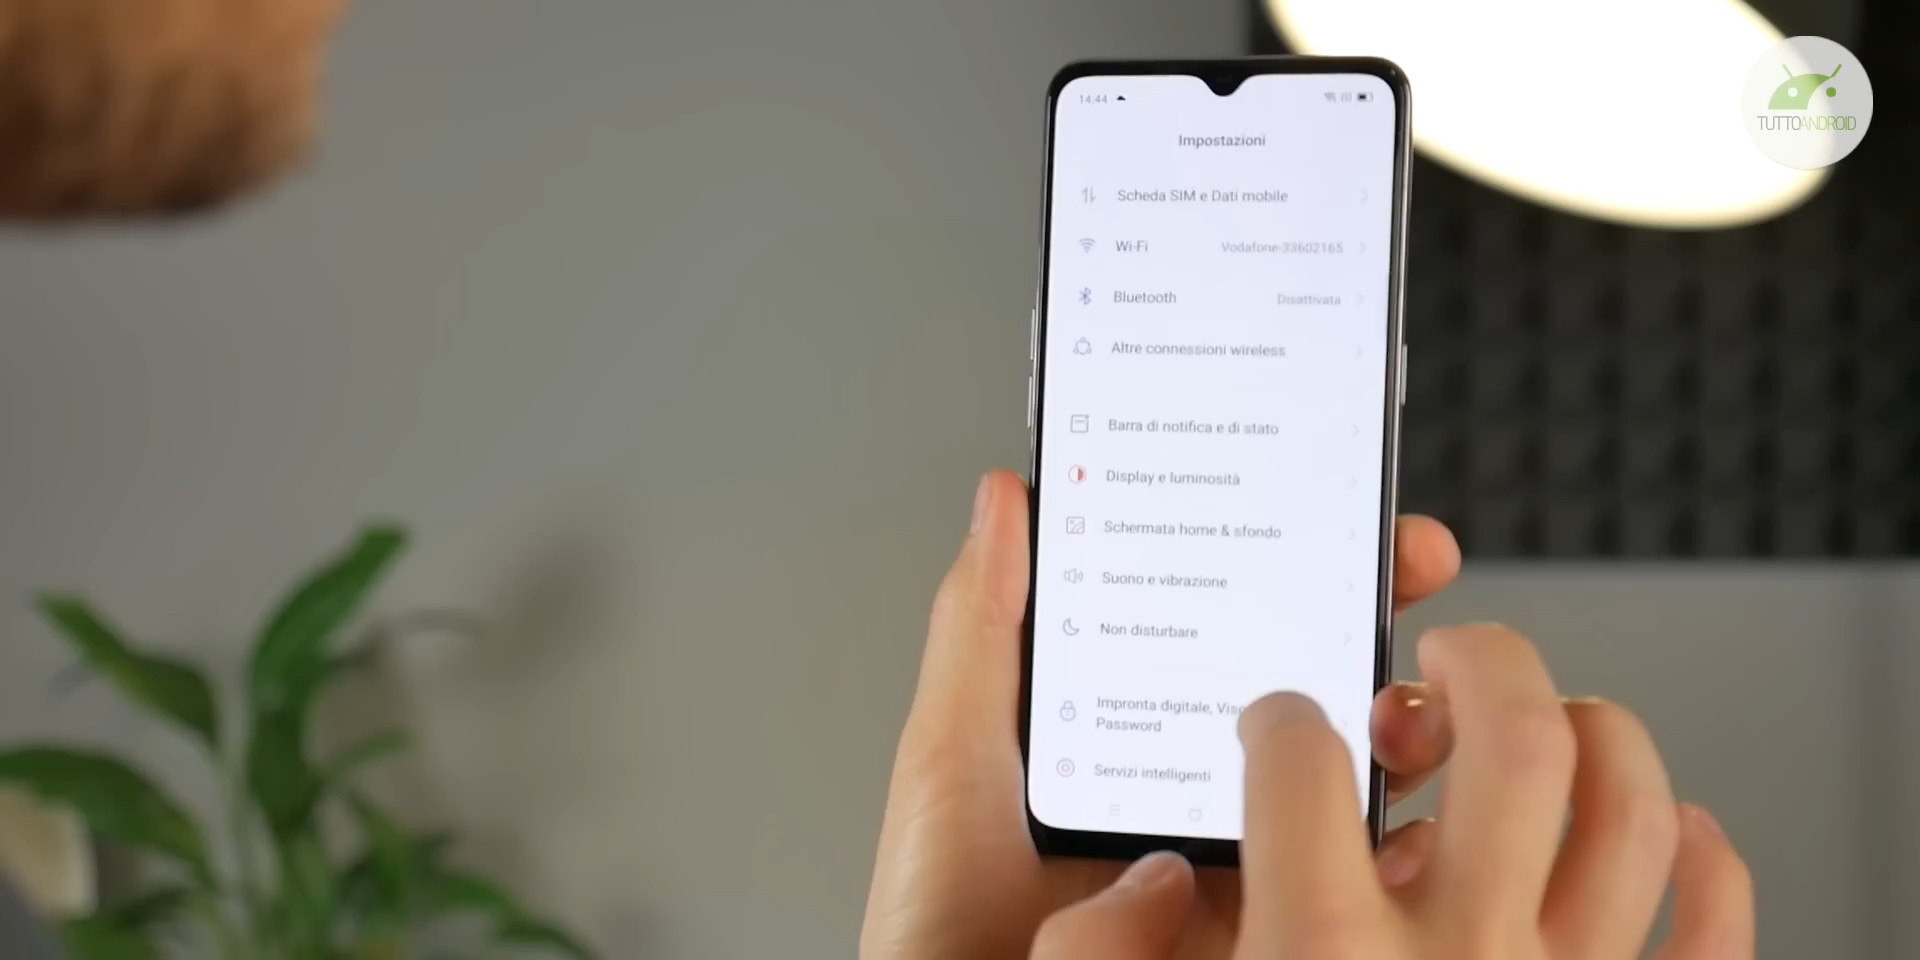 TUTTOANDROID
14.44
Impostazioni
Scheda SIM e Dati mobile
Wi-Fi Vodafone-33602165
Bluetooth Disattivata
Altre connessioni wireless
Barra di notifica e di stato
Display e luminosità
Schermata home & sfondo
Suono e vibrazione
Non disturbare
Impronta digitale,
Password
Servizi intelligenti